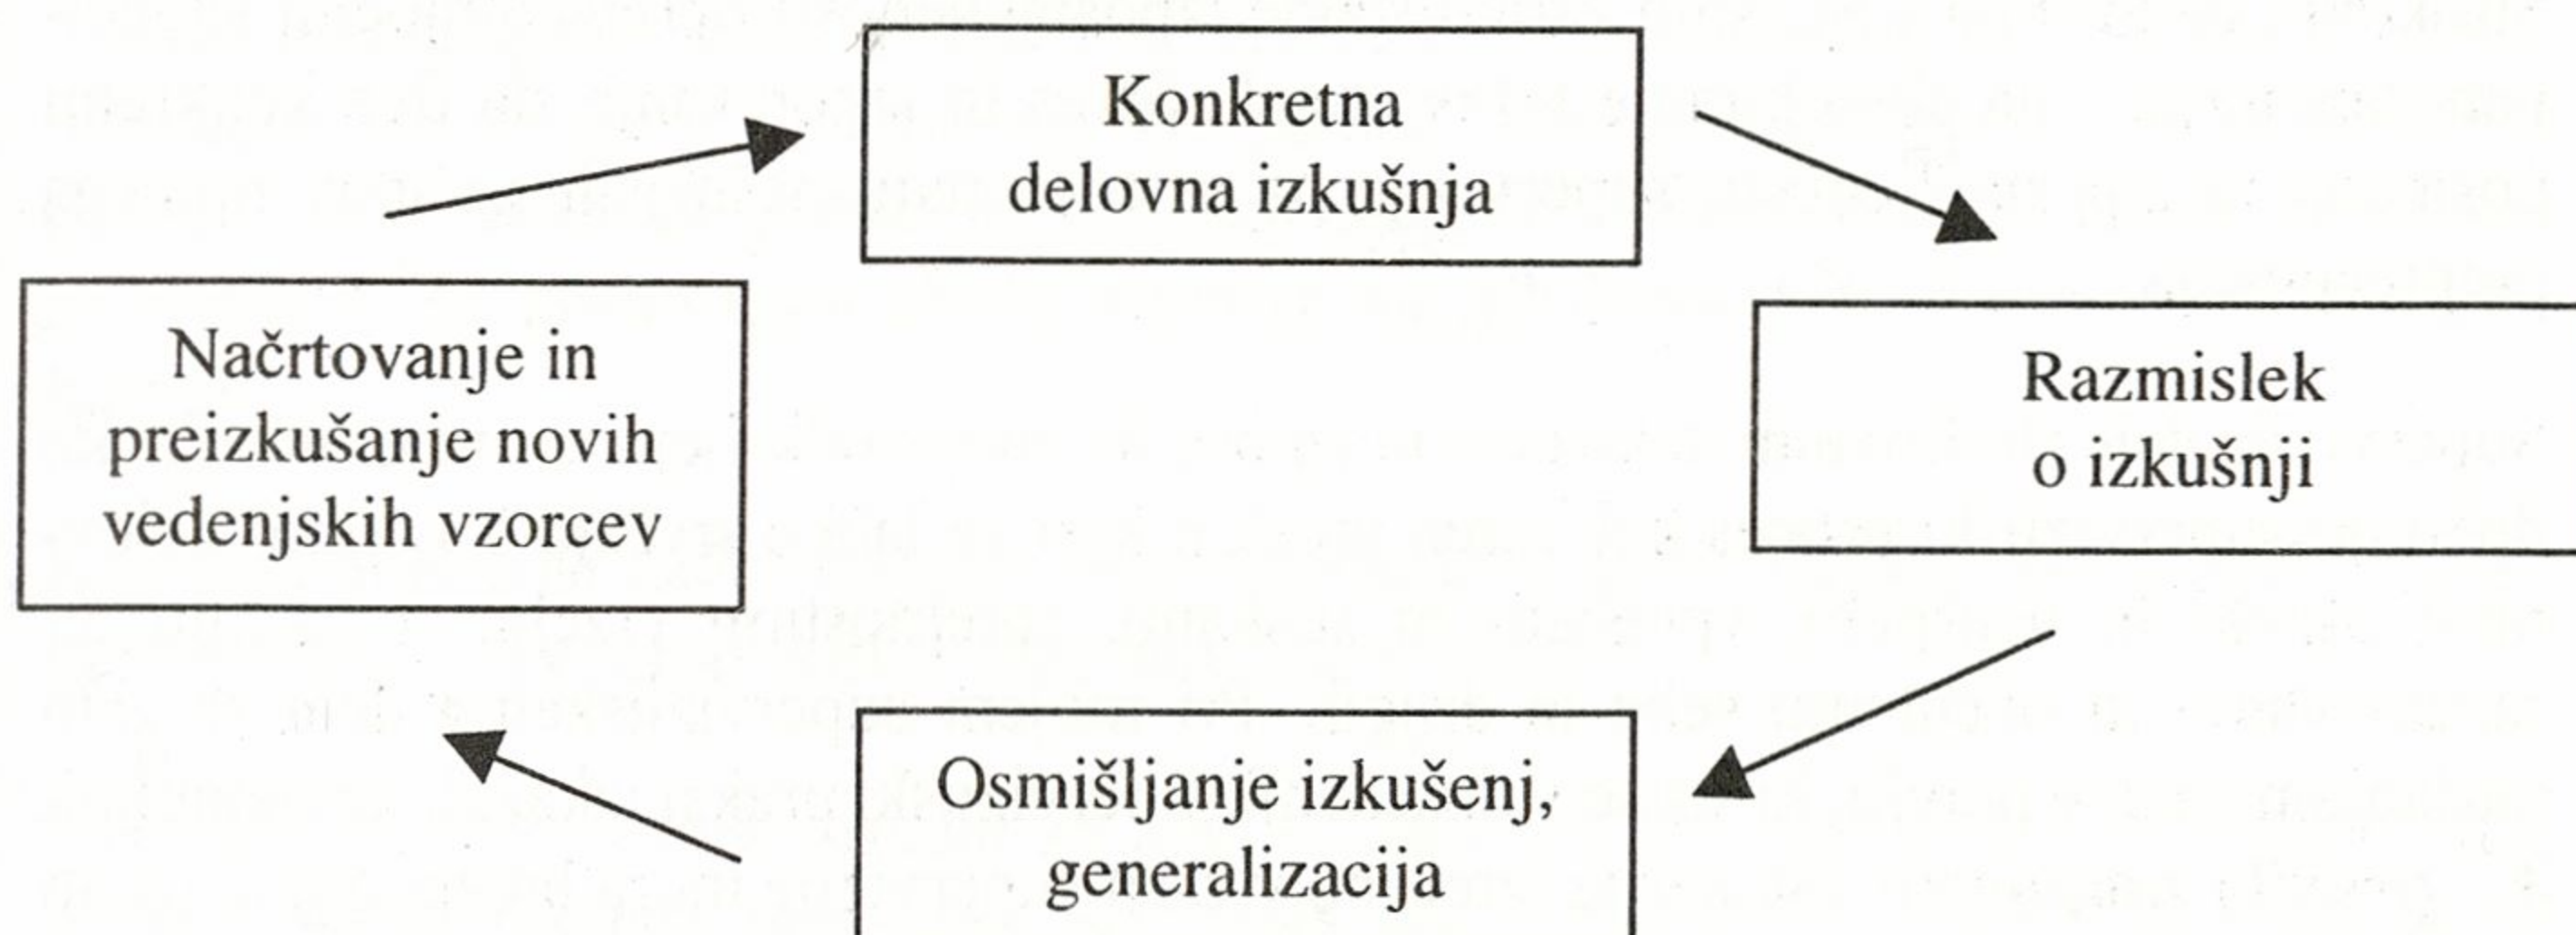 Konkretna
delovna izkušnja
Načrtovanje in
preizkušanje novih
vedenjskih vzorcev
Razmislek
o izkušnji
Osmišljanje izkušenj,
generalizacija